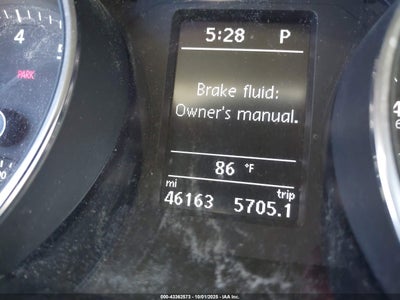 5:28 P
4
PARK
Brake fluid:
Owner's manual.
86 °F
mi trip
46163 5705.1
000-43362573 - 10/01/2025 - IAA Inc.